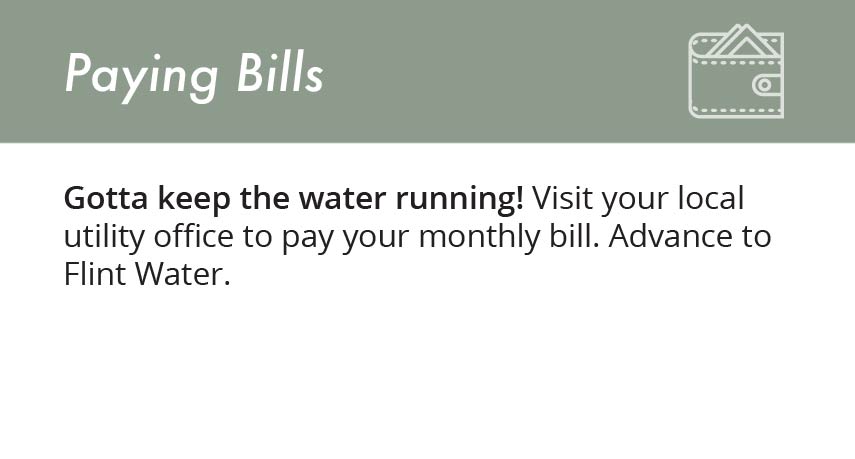 Paying Bills
Gotta keep the water running! Visit your local
utility office to pay your monthly bill. Advance to
Flint Water.